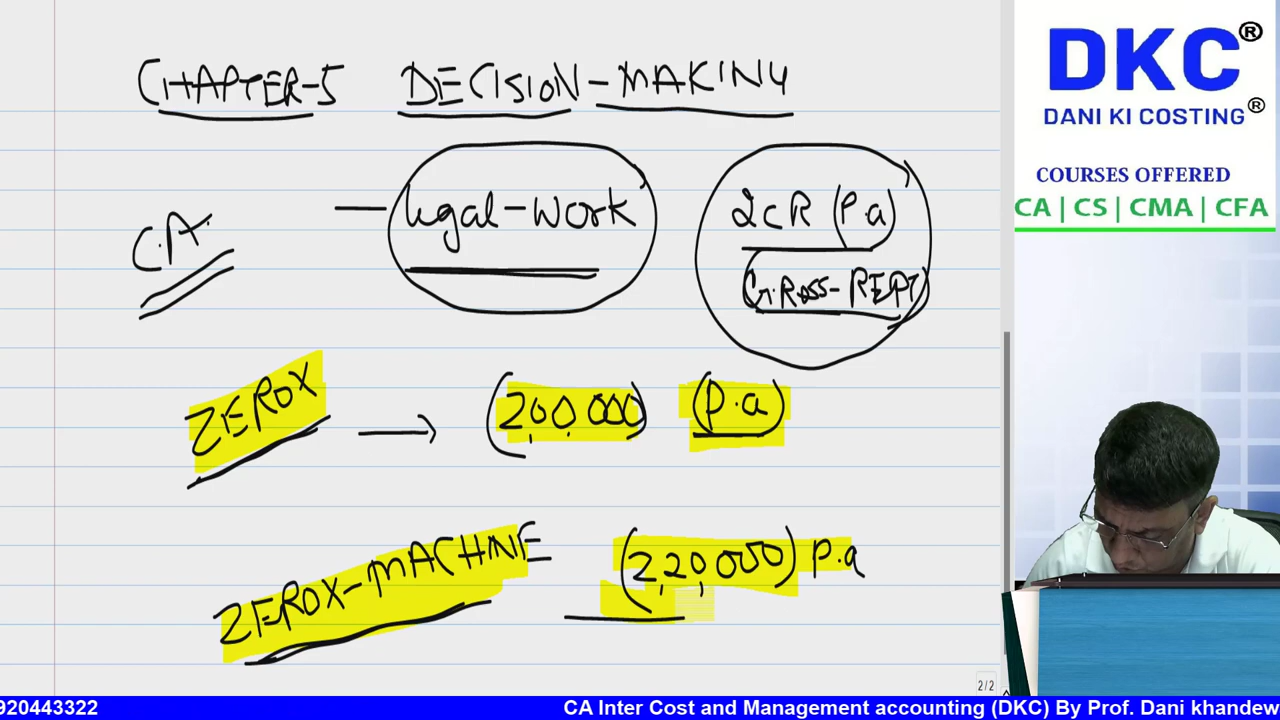 CHAPTER-5 DECISION-MAKING
C.A. — legal-work 2CR (P.a)
GROSS-REPT
ZEROX → (2,00,000) (P.a)
ZEROX-MACHINE (2,20,000) P.a
2/2
DKC®
DANI KI COSTING®
COURSES OFFERED
CA | CS | CMA | CFA
920443322 CA Inter Cost and Management accounting (DKC) By Prof. Dani khandew